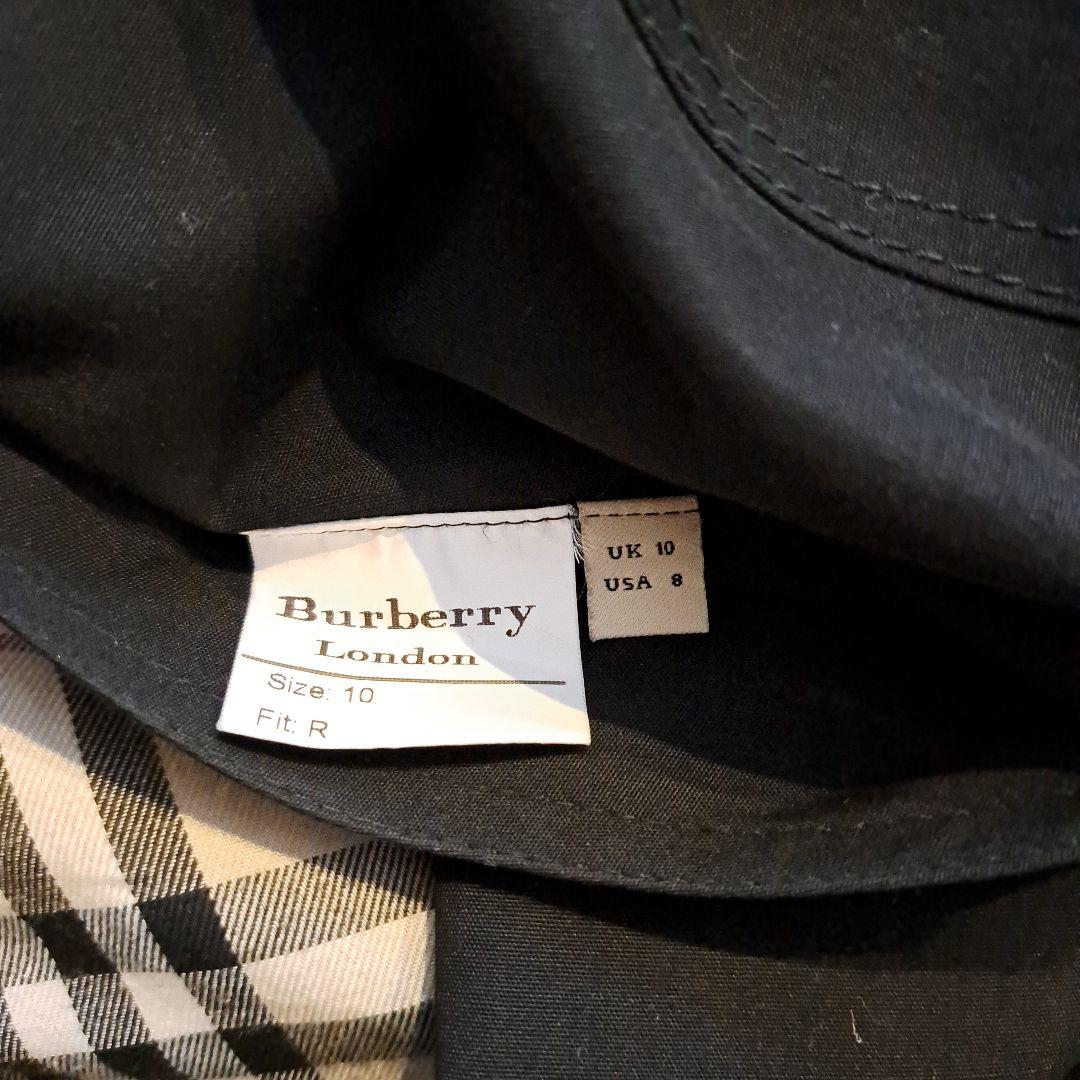 Burberry
London
Size: 10
Fit: R
UK 10
USA 8